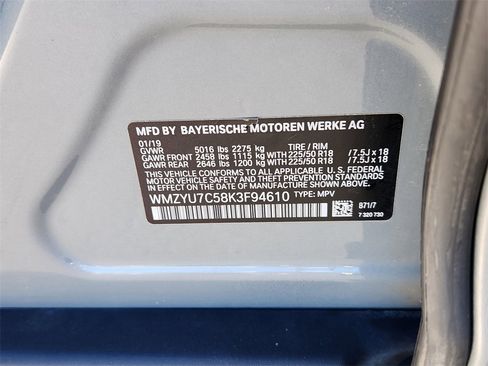 MFD BY BAYERISCHE MOTOREN WERKE AG
01/19
GVWR 5016 lbs 2275 kg TIRE / RIM
GAWR FRONT 2458 lbs 1115 kg WITH 225/50 R18 /7.5J x 18
GAWR REAR 2646 lbs 1200 kg WITH 225/50 R18 /7.5J x 18
THIS VEHICLE CONFORMS TO ALL APPLICABLE U.S. FEDERAL
MOTOR VEHICLE SAFETY AND THEFT PREVENTION STANDARDS
IN EFFECT ON THE DATE OF MANUFACTURE SHOWN ABOVE.
WMZYU7C58K3F94610 TYPE: MPV
B71/7
7 320 730